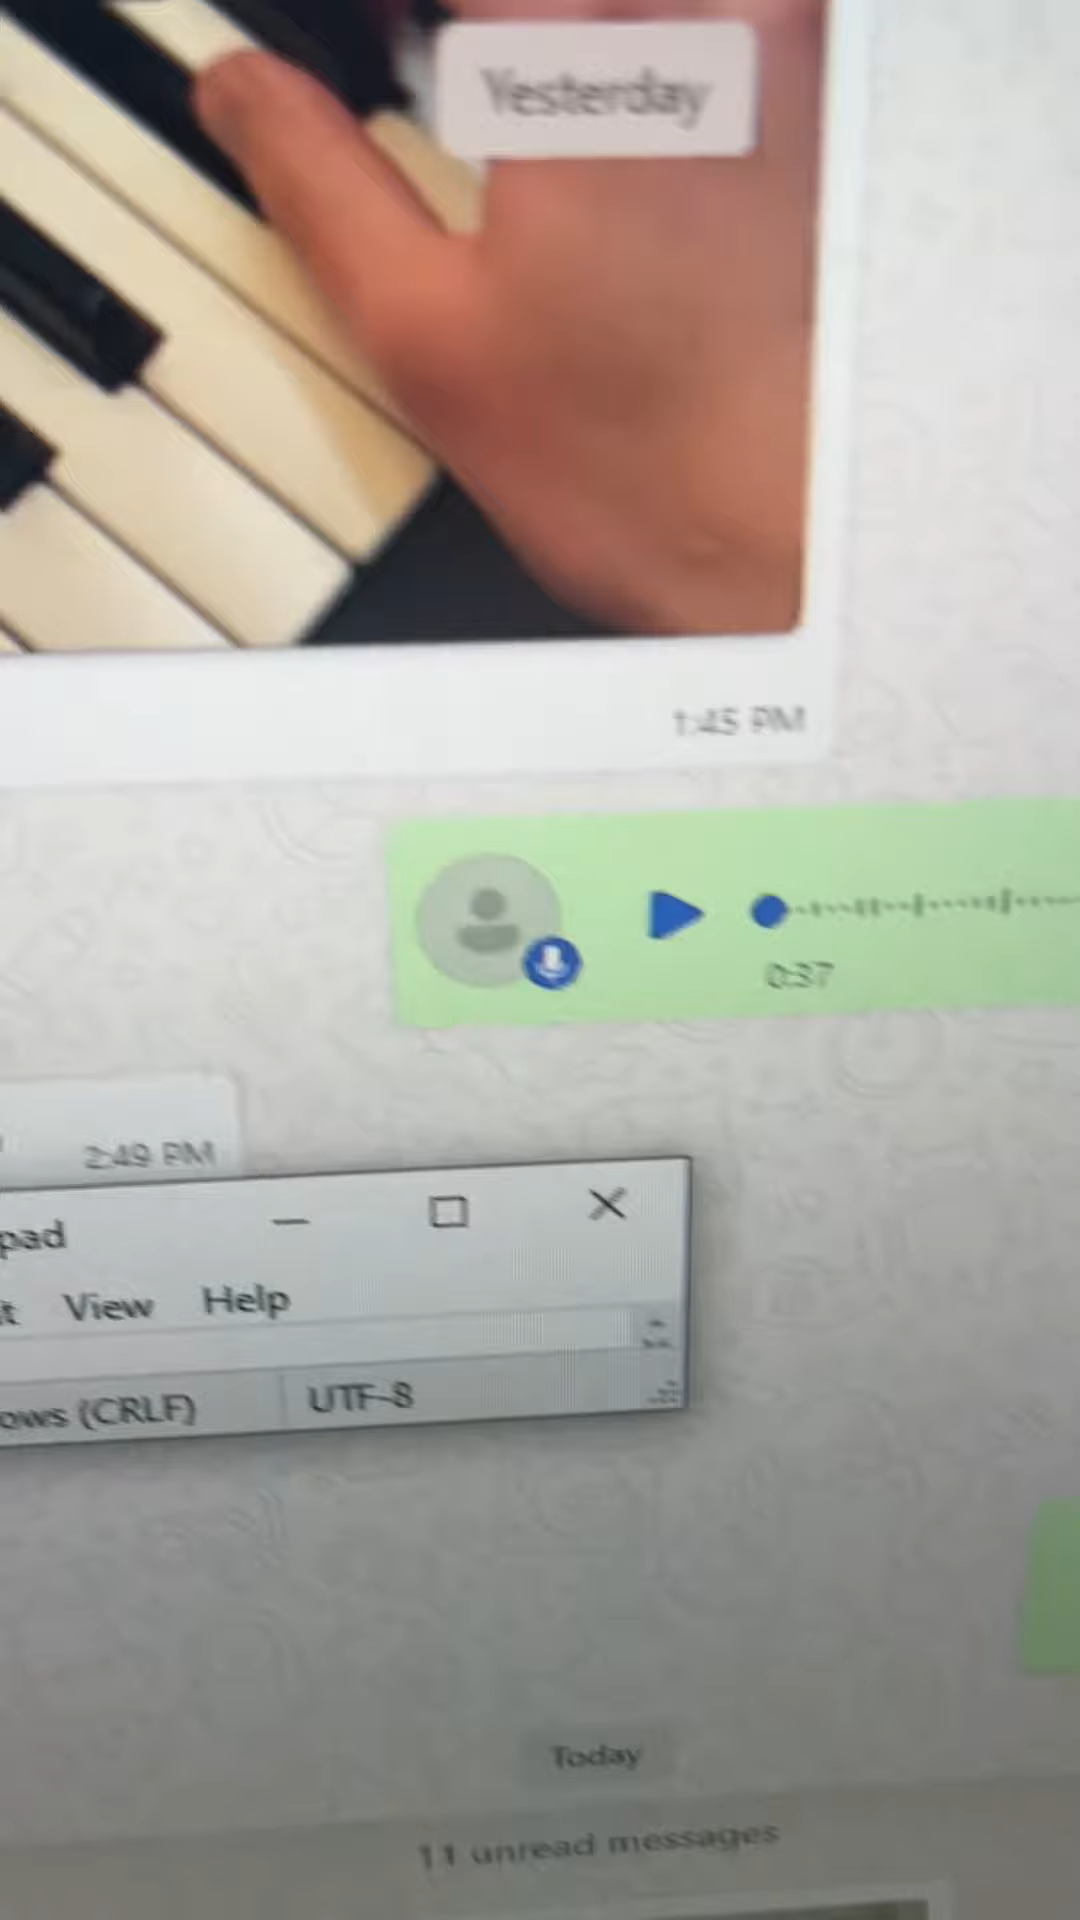 Yesterday
1:45 PM
0:37
2:49 PM
pad
t View Help
ows (CRLF) UTF-8
Today
11 unread messages